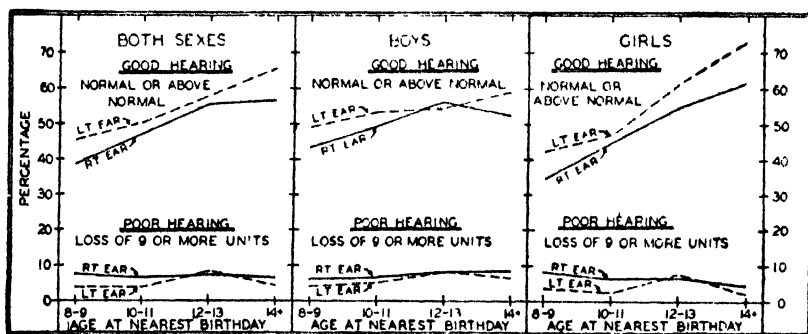 BOTH SEXES
GOOD HEARING
NORMAL OR ABOVE
NORMAL
LT EAR
RT EAR
POOR HEARING
LOSS OF 9 OR MORE UNITS
RT EAR
LT EAR
BOYS
GOOD HEARING
NORMAL OR ABOVE NORMAL
LT EAR
RT EAR
POOR HEARING
LOSS OF 9 OR MORE UNITS
RT EAR
LT EAR
GIRLS
GOOD HEARING
NORMAL OR
ABOVE NORMAL
LT EAR
RT EAR
POOR HEARING
LOSS OF 9 OR MORE UNITS
RT EAR
LT EAR
PERCENTAGE
70
60
50
40
30
20
10
0
70
60
50
40
30
20
10
0
8-9 10-11 12-13 14+
8-9 10-11 12-13 14+
8-9 10-11 12-13 14+
AGE AT NEAREST BIRTHDAY
AGE AT NEAREST BIRTHDAY
AGE AT NEAREST BIRTHDAY